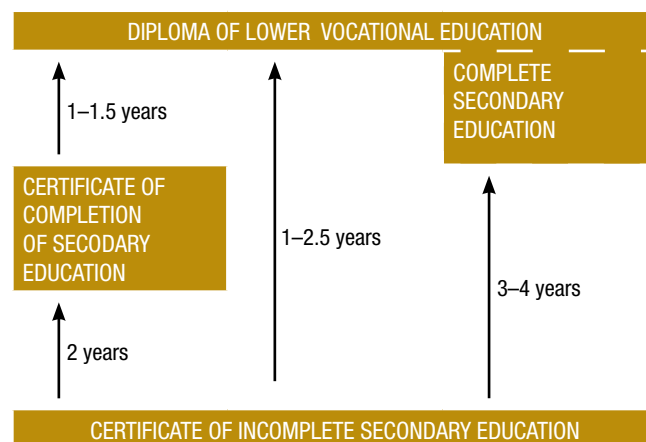 DIPLOMA OF LOWER VOCATIONAL EDUCATION
COMPLETE
SECONDARY
EDUCATION
1–1.5 years
CERTIFICATE OF
COMPLETION
OF SECODARY
EDUCATION
1–2.5 years
3–4 years
2 years
CERTIFICATE OF INCOMPLETE SECONDARY EDUCATION